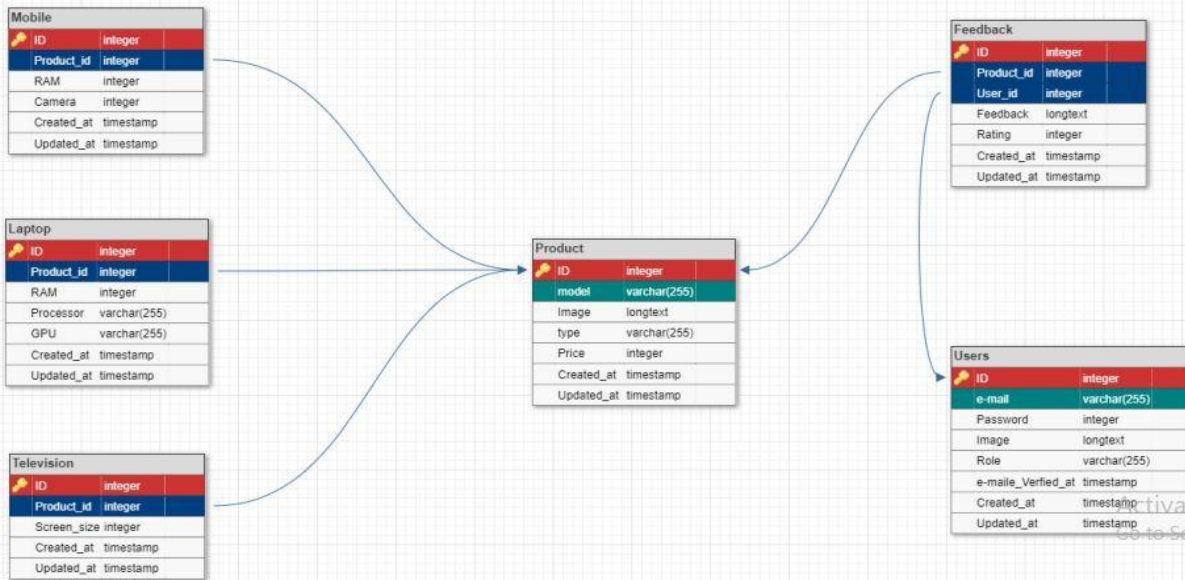 Mobile
ID integer
Product_id integer
RAM integer
Camera integer
Created_at timestamp
Updated_at timestamp
Laptop
ID integer
Product_id integer
RAM integer
Processor varchar(255)
GPU varchar(255)
Created_at timestamp
Updated_at timestamp
Television
ID integer
Product_id integer
Screen_size integer
Created_at timestamp
Updated_at timestamp
Product
ID integer
model varchar(255)
Image longtext
type varchar(255)
Price integer
Created_at timestamp
Updated_at timestamp
Feedback
ID integer
Product_id integer
User_id integer
Feedback longtext
Rating integer
Created_at timestamp
Updated_at timestamp
Users
ID integer
e-mail varchar(255)
Password integer
Image longtext
Role varchar(255)
e-maile_Verfied_at timestamp
Created_at timestamp
Updated_at timestamp
Activa
Go to Se